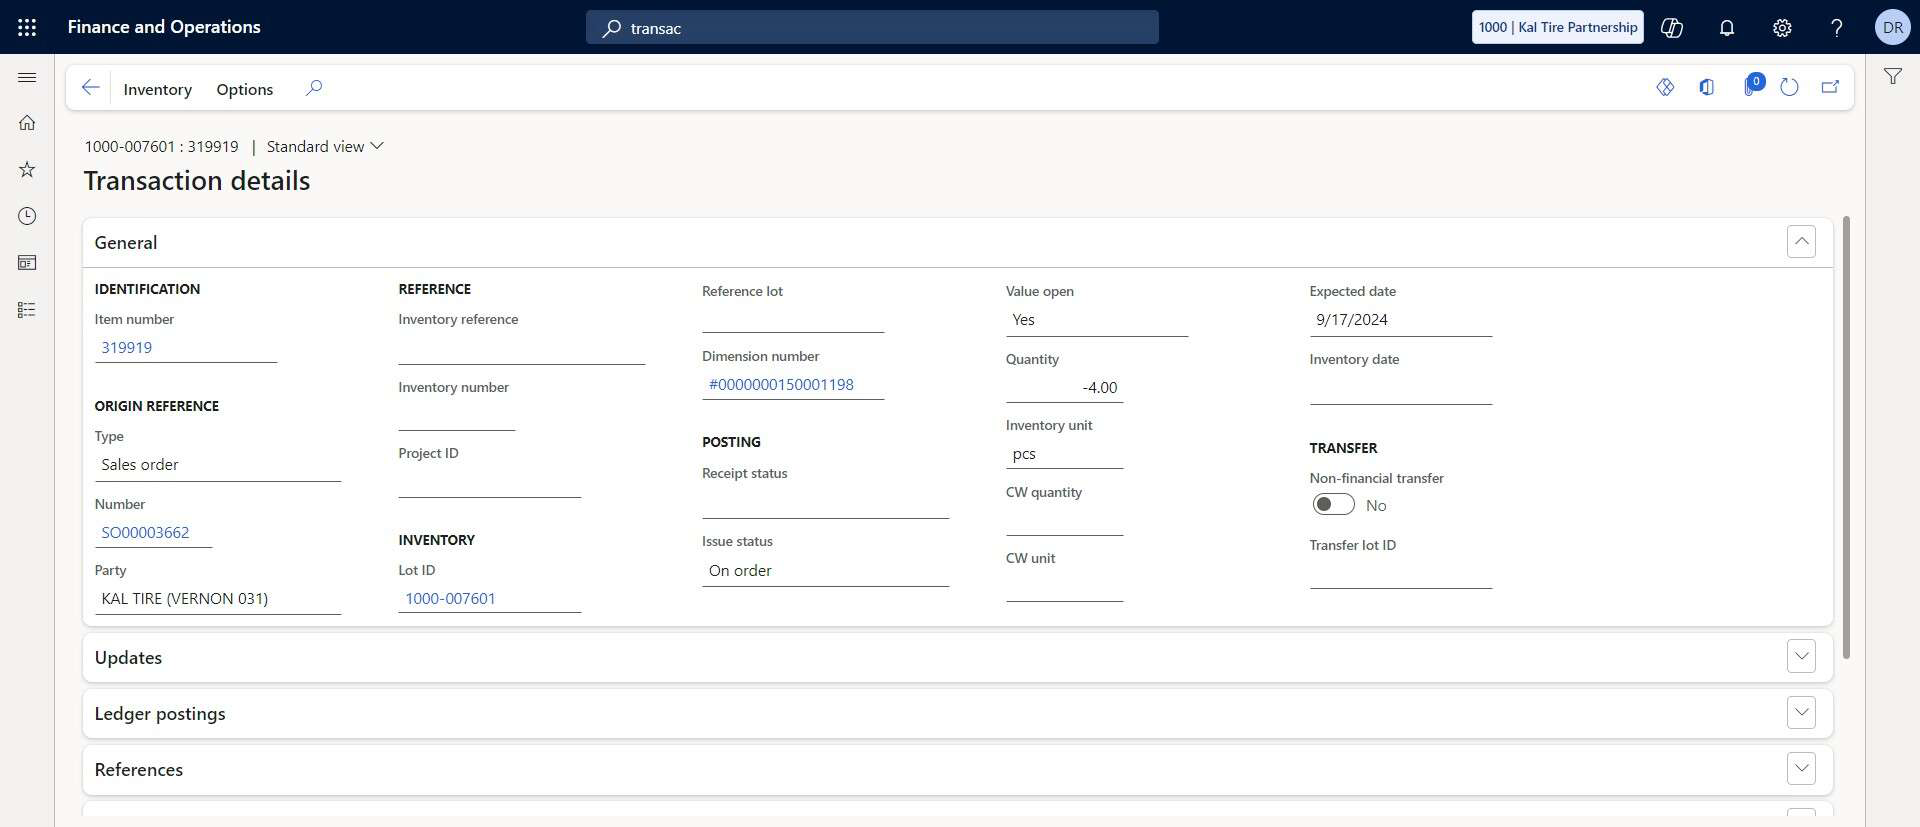 Finance and Operations
transac
1000 | Kal Tire Partnership
DR
Inventory
Options
0
1000-007601 : 319919 | Standard view
Transaction details
General
IDENTIFICATION
Item number
319919
ORIGIN REFERENCE
Type
Sales order
Number
SO00003662
Party
KAL TIRE (VERNON 031)
REFERENCE
Inventory reference
Inventory number
Project ID
INVENTORY
Lot ID
1000-007601
Reference lot
Dimension number
#0000000150001198
POSTING
Receipt status
Issue status
On order
Value open
Yes
Quantity
-4.00
Inventory unit
pcs
CW quantity
CW unit
Expected date
9/17/2024
Inventory date
TRANSFER
Non-financial transfer
No
Transfer lot ID
Updates
Ledger postings
References